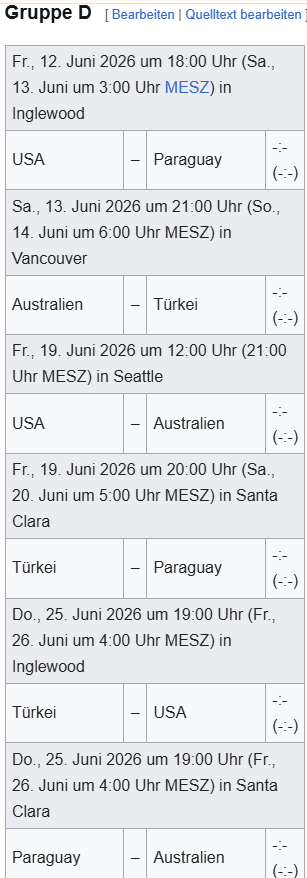 Gruppe D [ Bearbeiten | Quelltext bearbeiten ]
Fr., 12. Juni 2026 um 18:00 Uhr (Sa.,
13. Juni um 3:00 Uhr MESZ) in
Inglewood
USA – Paraguay -:-
(-:-)
Sa., 13. Juni 2026 um 21:00 Uhr (So.,
14. Juni um 6:00 Uhr MESZ) in
Vancouver
Australien – Türkei -:-
(-:-)
Fr., 19. Juni 2026 um 12:00 Uhr (21:00
Uhr MESZ) in Seattle
USA – Australien -:-
(-:-)
Fr., 19. Juni 2026 um 20:00 Uhr (Sa.,
20. Juni um 5:00 Uhr MESZ) in Santa
Clara
Türkei – Paraguay -:-
(-:-)
Do., 25. Juni 2026 um 19:00 Uhr (Fr.,
26. Juni um 4:00 Uhr MESZ) in
Inglewood
Türkei – USA -:-
(-:-)
Do., 25. Juni 2026 um 19:00 Uhr (Fr.,
26. Juni um 4:00 Uhr MESZ) in Santa
Clara
Paraguay – Australien -:-
(-:-)